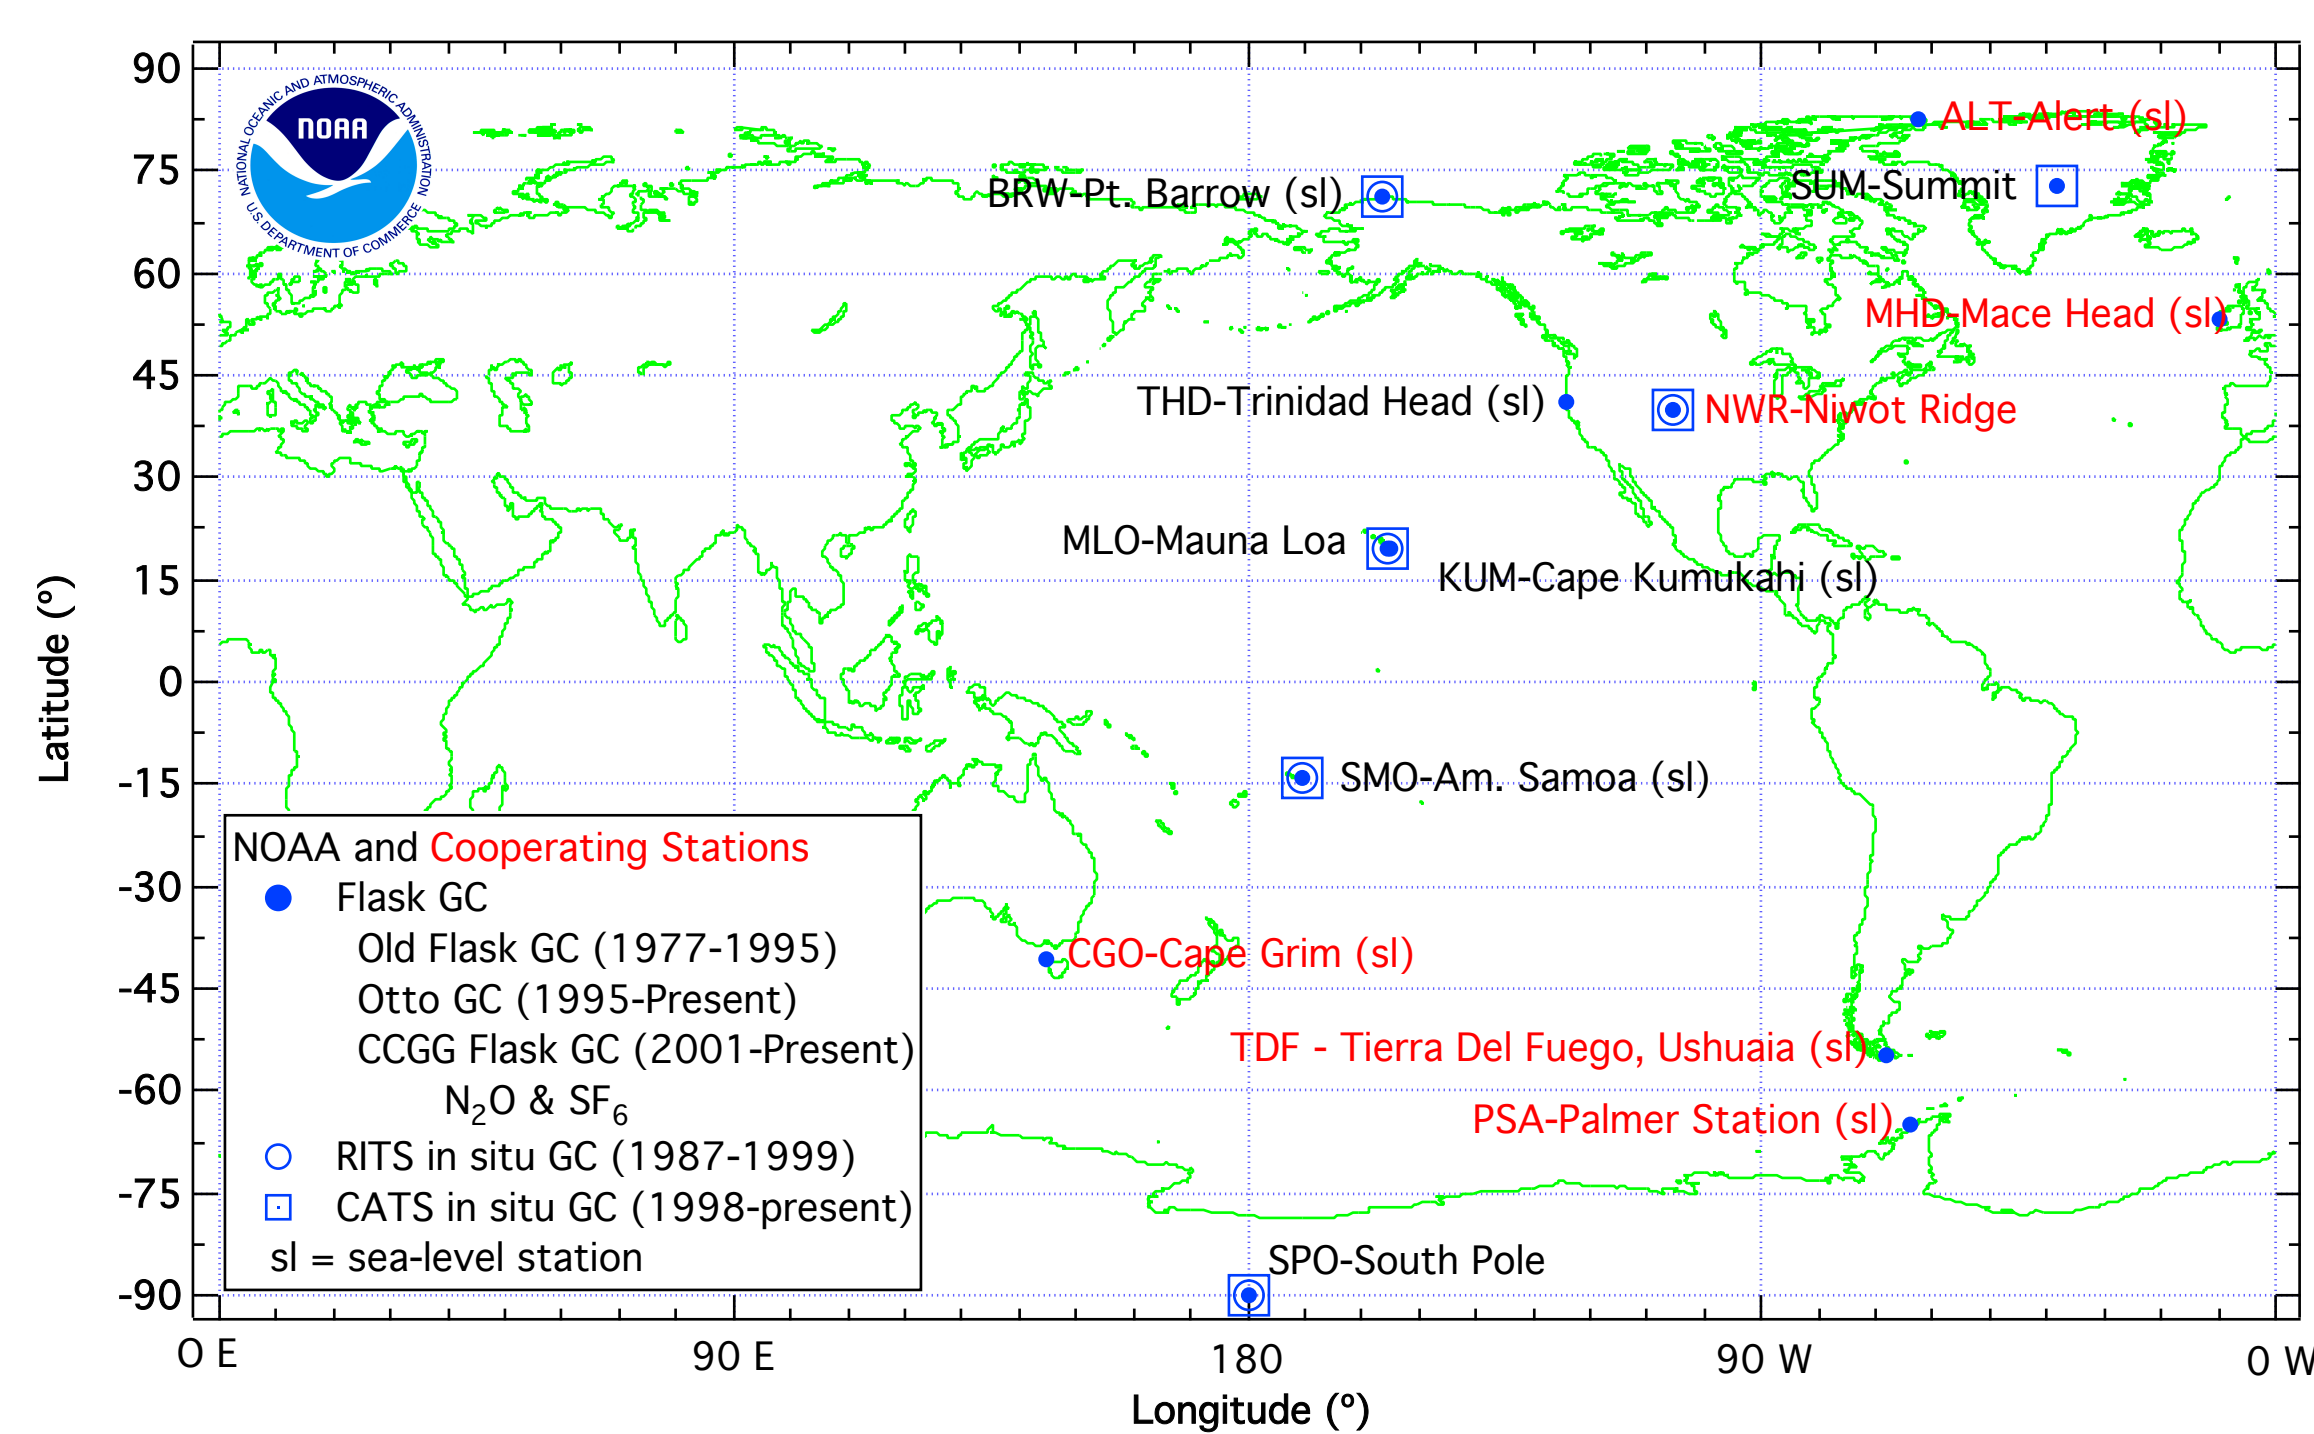 NATIONAL OCEANIC AND ATMOSPHERIC ADMINISTRATION
NOAA
U.S. DEPARTMENT OF COMMERCE
90
75
60
45
30
15
0
-15
-30
-45
-60
-75
-90
Latitude (º)
ALT-Alert (sl)
SUM-Summit
BRW-Pt. Barrow (sl)
MHD-Mace Head (sl)
THD-Trinidad Head (sl)
NWR-Niwot Ridge
MLO-Mauna Loa
KUM-Cape Kumukahi (sl)
SMO-Am. Samoa (sl)
CGO-Cape Grim (sl)
TDF - Tierra Del Fuego, Ushuaia (sl)
PSA-Palmer Station (sl)
SPO-South Pole
NOAA and Cooperating Stations
Flask GC
Old Flask GC (1977-1995)
Otto GC (1995-Present)
CCGG Flask GC (2001-Present)
N₂O & SF₆
RITS in situ GC (1987-1999)
CATS in situ GC (1998-present)
sl = sea-level station
O E
90 E
180
90 W
0 W
Longitude (º)